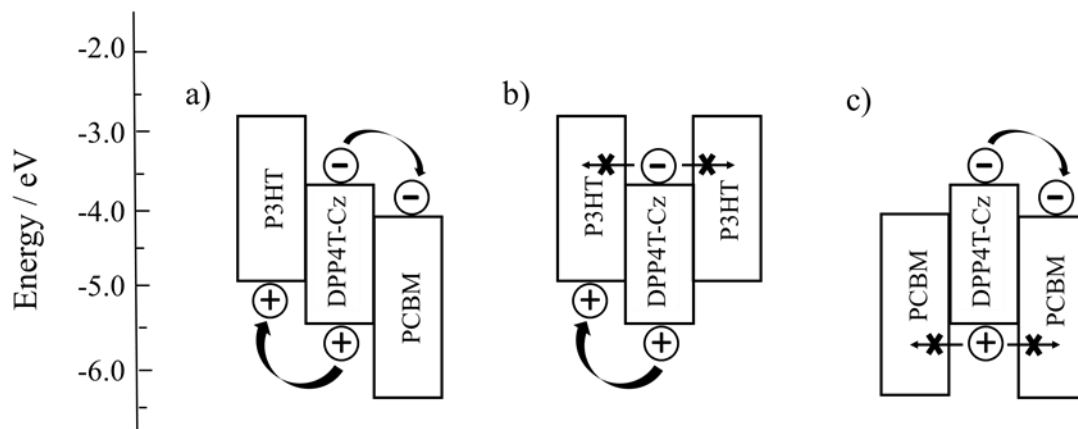 Energy / eV
-2.0
-3.0
-4.0
-5.0
-6.0
a)
P3HT
DPP4T-Cz
PCBM
−
−
+
+
b)
P3HT
DPP4T-Cz
P3HT
−
+
+
c)
PCBM
DPP4T-Cz
PCBM
−
−
+